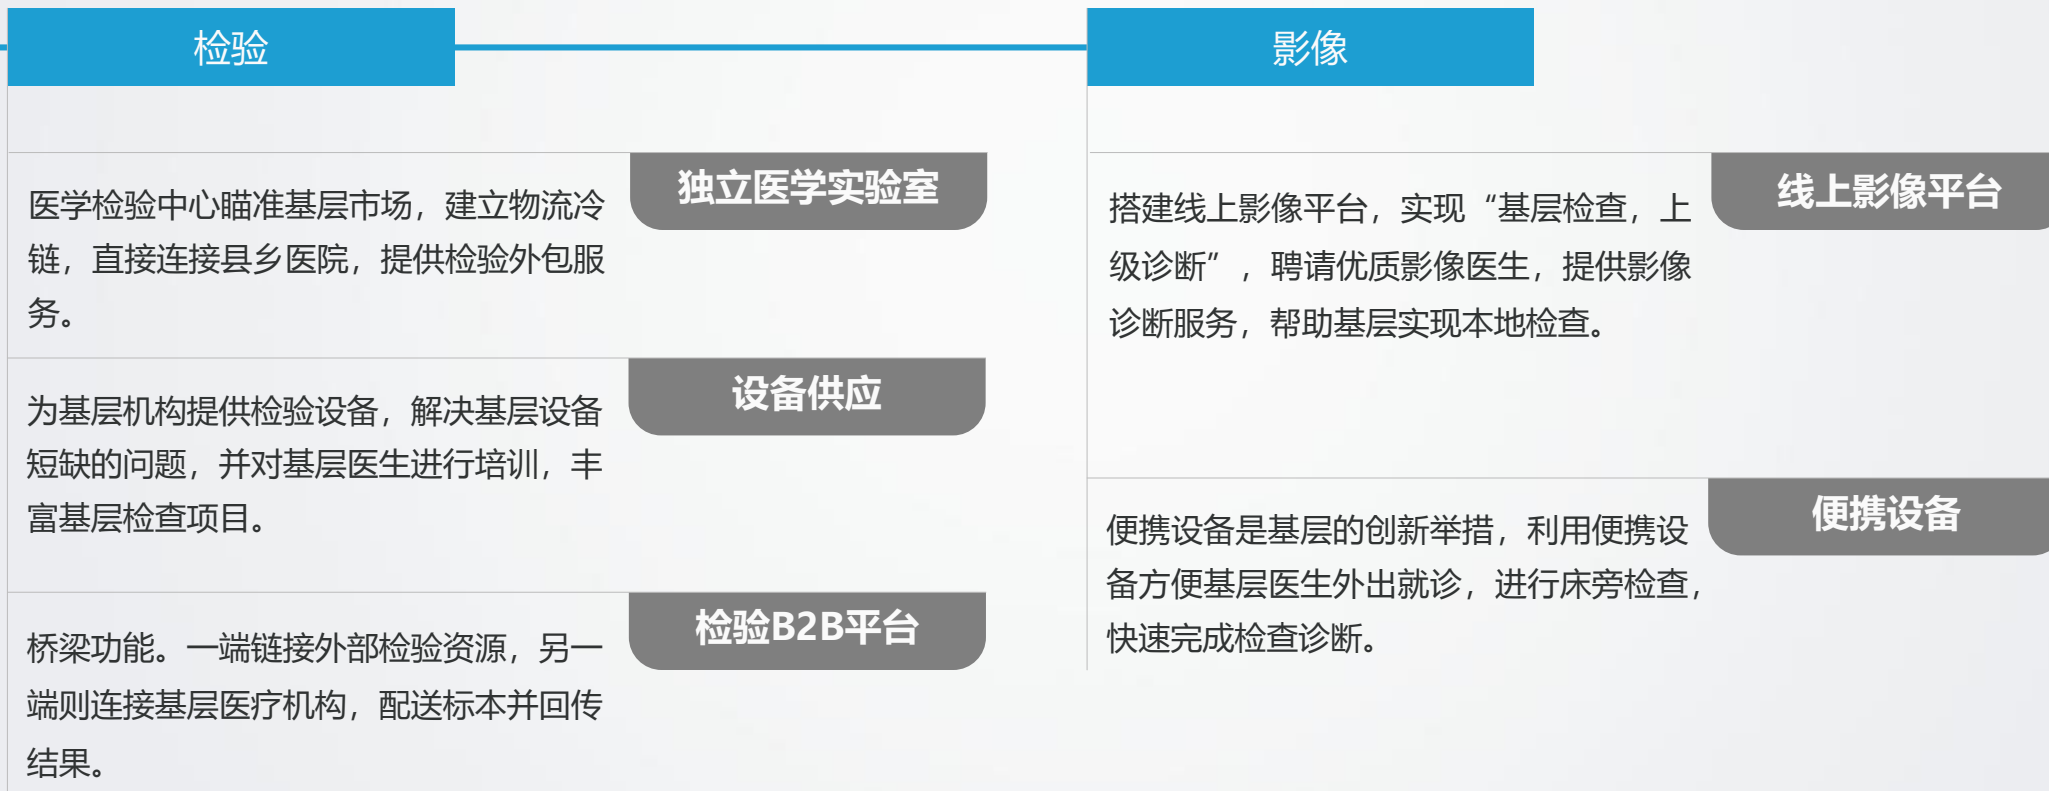 检验
独立医学实验室
医学检验中心瞄准基层市场，建立物流冷
链，直接连接县乡医院，提供检验外包服
务。
设备供应
为基层机构提供检验设备，解决基层设备
短缺的问题，并对基层医生进行培训，丰
富基层检查项目。
检验B2B平台
桥梁功能。一端链接外部检验资源，另一
端则连接基层医疗机构，配送标本并回传
结果。
影像
线上影像平台
搭建线上影像平台，实现“基层检查，上
级诊断”，聘请优质影像医生，提供影像
诊断服务，帮助基层实现本地检查。
便携设备
便携设备是基层的创新举措，利用便携设
备方便基层医生外出就诊，进行床旁检查，
快速完成检查诊断。